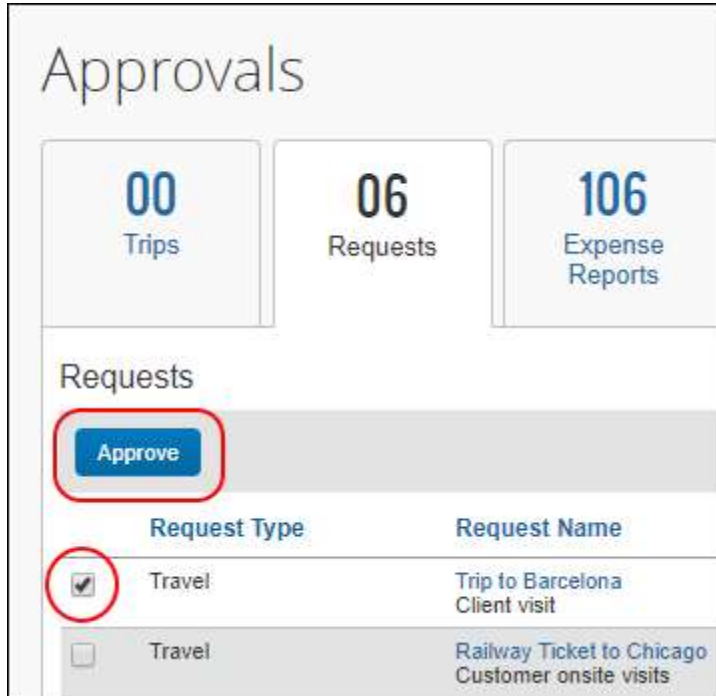 Approvals
00
Trips
06
Requests
106
Expense
Reports
Requests
Approve
Request Type Request Name
Travel Trip to Barcelona
Client visit
Travel Railway Ticket to Chicago
Customer onsite visits